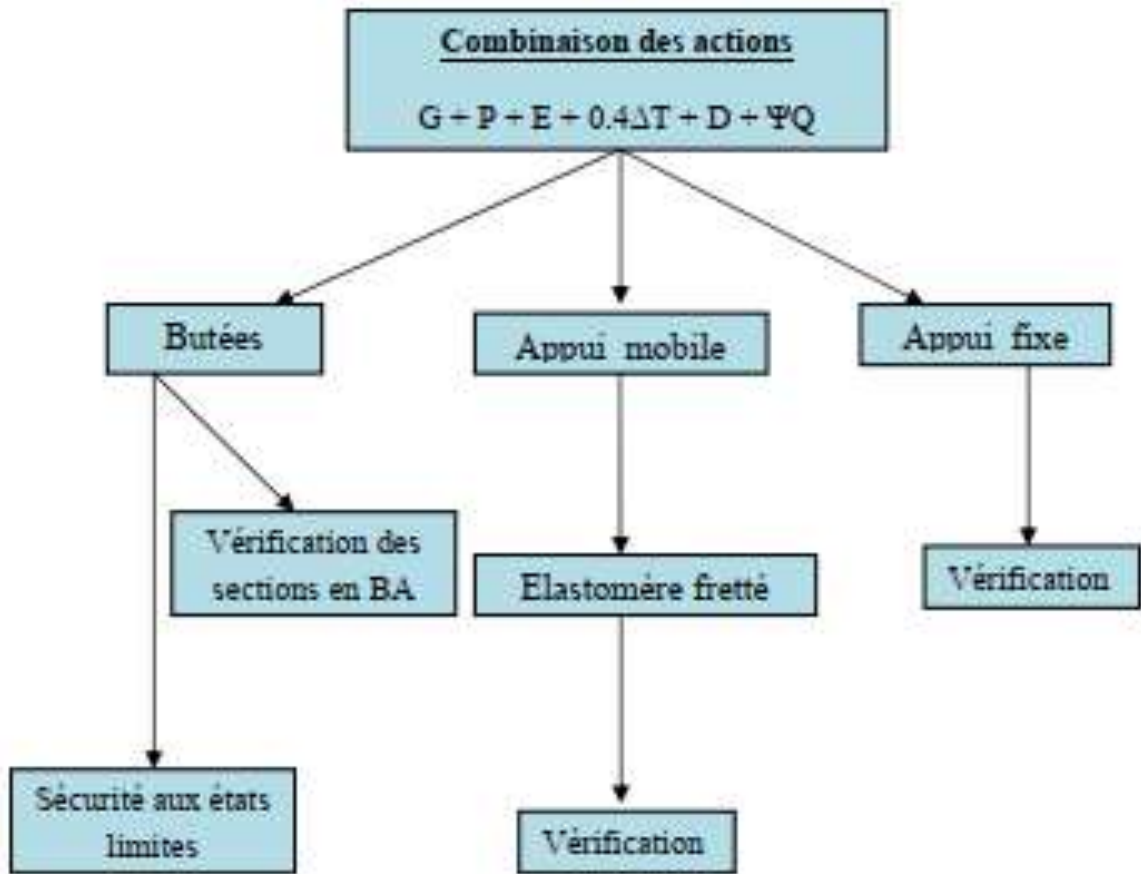 Combinaison des actions
G + P + E + 0.4ΔT + D + ΨQ
Butées
Appui mobile
Appui fixe
Vérification des
sections en BA
Elastomère fretté
Vérification
Sécurité aux états
limites
Vérification